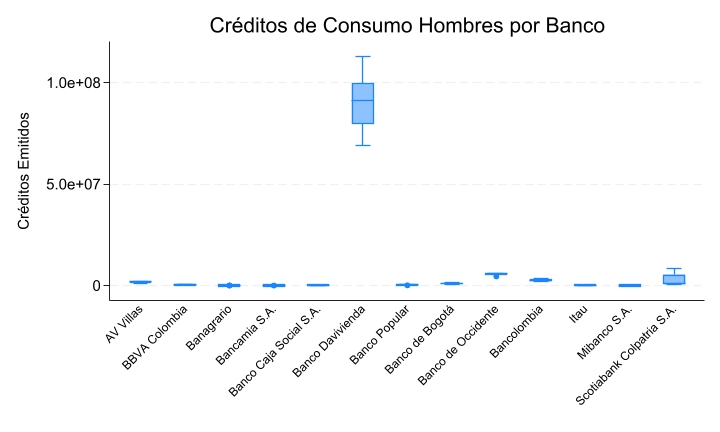 Créditos de Consumo Hombres por Banco
Créditos Emitidos
1.0e+08
5.0e+07
0
AV Villas
BBVA Colombia
Banagrario
Bancamia S.A.
Banco Caja Social S.A.
Banco Davivienda
Banco Popular
Banco de Bogotá
Banco de Occidente
Bancolombia
Itau
Mibanco S.A.
Scotiabank Colpatria S.A.